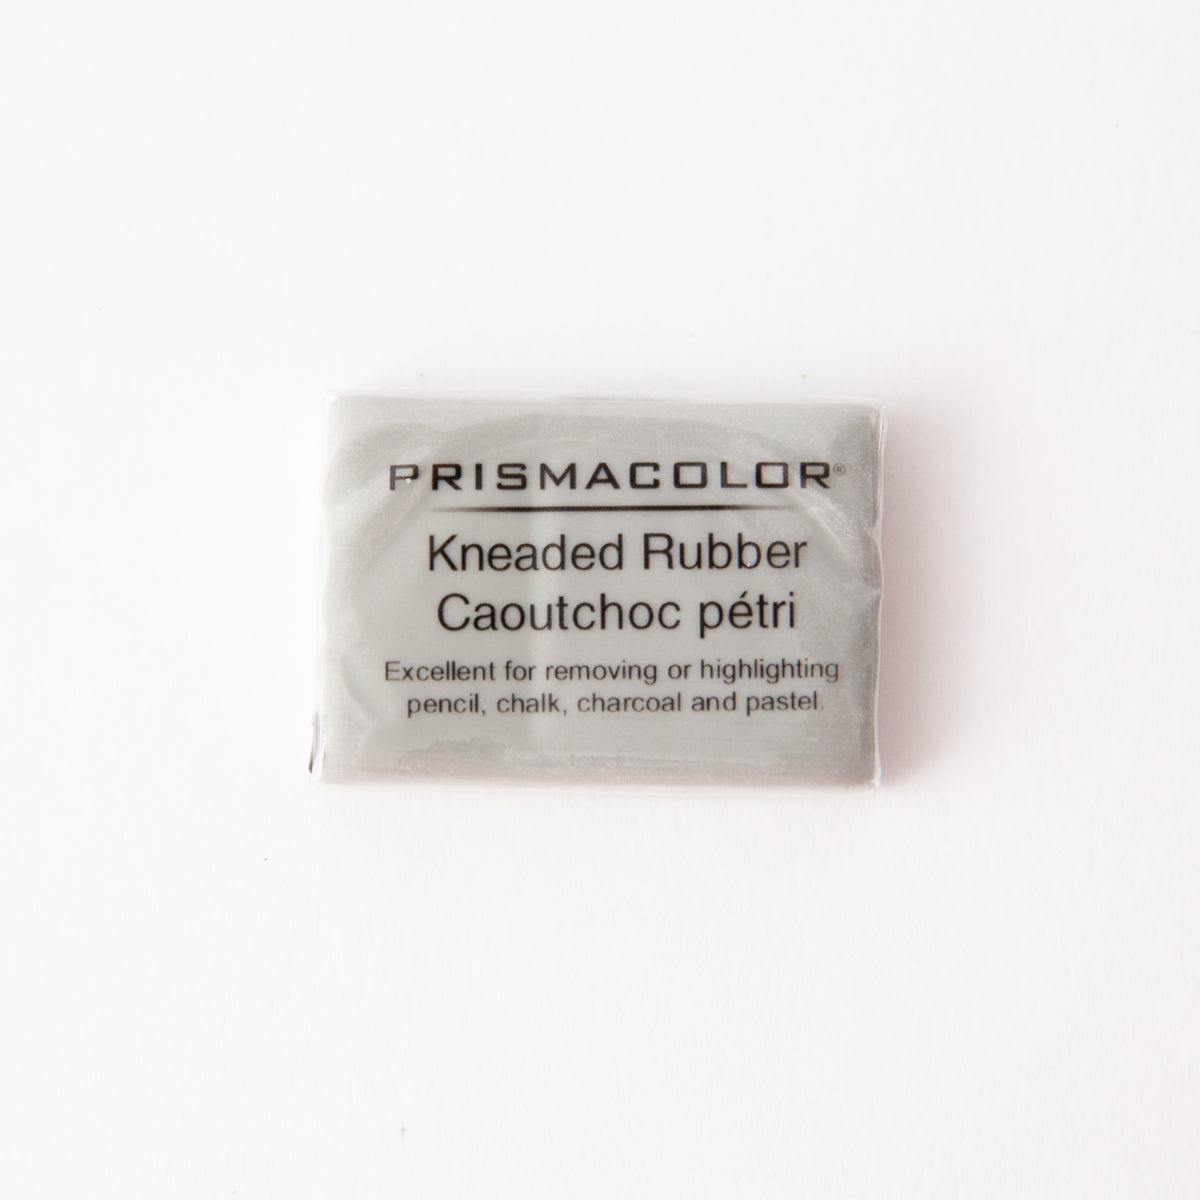 PRISMACOLOR®
Kneaded Rubber
Caoutchoc pétri
Excellent for removing or highlighting
pencil, chalk, charcoal and pastel.